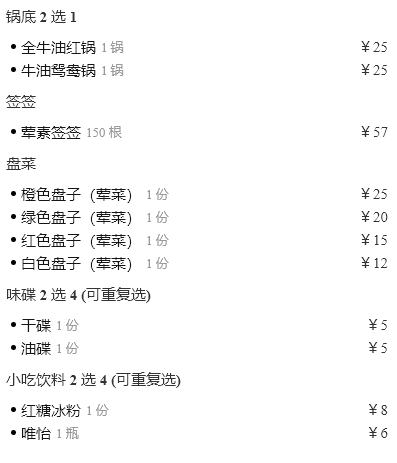 锅底 2 选 1
• 全牛油红锅 1 锅 ¥25
• 牛油鸳鸯锅 1 锅 ¥25
签签
• 荤素签签 150 根 ¥57
盘菜
• 橙色盘子（荤菜） 1 份 ¥25
• 绿色盘子（荤菜） 1 份 ¥20
• 红色盘子（荤菜） 1 份 ¥15
• 白色盘子（荤菜） 1 份 ¥12
味碟 2 选 4 (可重复选)
• 干碟 1 份 ¥5
• 油碟 1 份 ¥5
小吃饮料 2 选 4 (可重复选)
• 红糖冰粉 1 份 ¥8
• 唯怡 1 瓶 ¥6